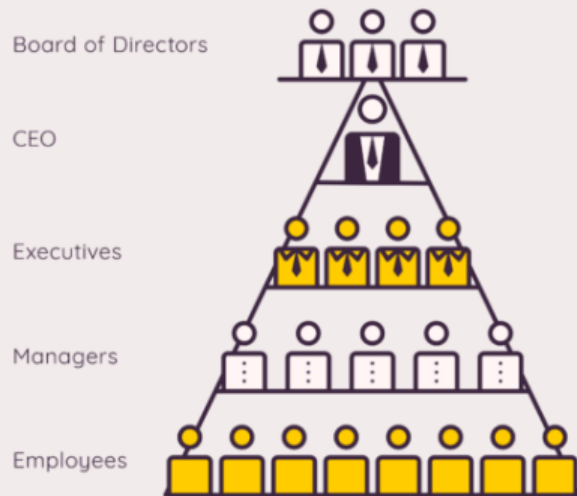 Board of Directors
CEO
Executives
Managers
Employees